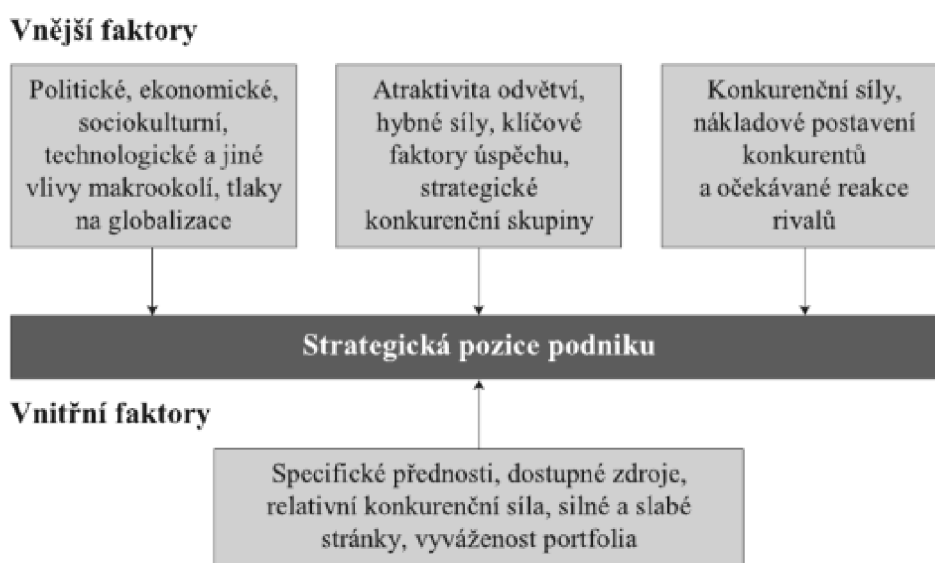 Vnější faktory
Politické, ekonomické,
sociokulturní,
technologické a jiné
vlivy makrookolí, tlaky
na globalizace
Atraktivita odvětví,
hybné síly, klíčové
faktory úspěchu,
strategické
konkurenční skupiny
Konkurenční síly,
nákladové postavení
konkurentů
a očekávané reakce
rivalů
Strategická pozice podniku
Vnitřní faktory
Specifické přednosti, dostupné zdroje,
relativní konkurenční síla, silné a slabé
stránky, vyváženost portfolia